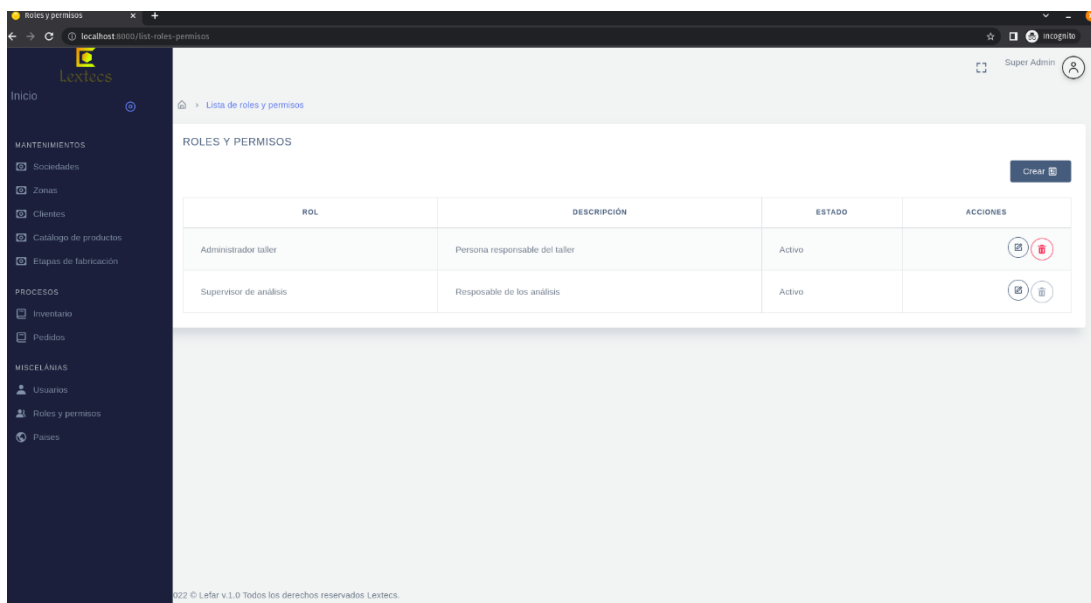 Roles y permisos
localhost:8000/list-roles-permisos
Incognito
Lextecs
Super Admin
Inicio
Lista de roles y permisos
MANTENIMIENTOS
Sociedades
Zonas
Clientes
Catálogo de productos
Etapas de fabricación
PROCESOS
Inventario
Pedidos
MISCELÁNIAS
Usuarios
Roles y permisos
Paises
ROLES Y PERMISOS
Crear
ROL DESCRIPCIÓN ESTADO ACCIONES
Administrador taller Persona responsable del taller Activo
Supervisor de análisis Resposable de los análisis Activo
022 © Lefar v.1.0 Todos los derechos reservados Lextecs.